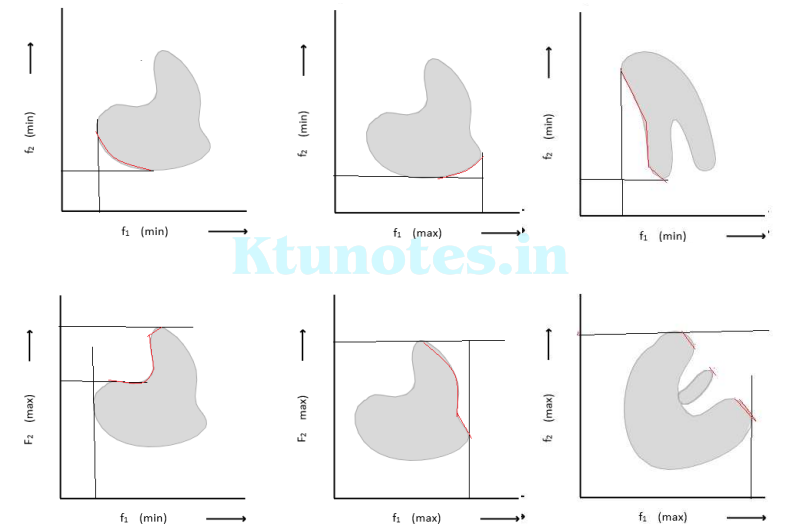 f₂ (min)
f₁ (min)
f₂ (min)
f₁ (max)
f₂ (min)
f₁ (min)
Ktunotes.in
F₂ (max)
f₁ (min)
F₂ max)
f₁ (max)
f₂ (max)
f₁ (max)